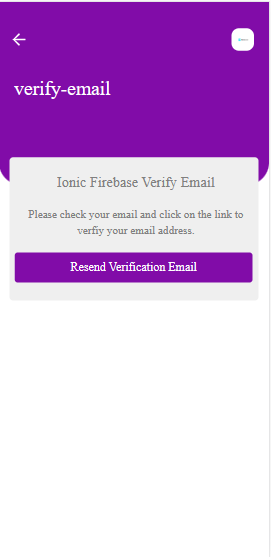 verify-email
Ionic Firebase Verify Email
Please check your email and click on the link to
verfiy your email address.
Resend Verification Email